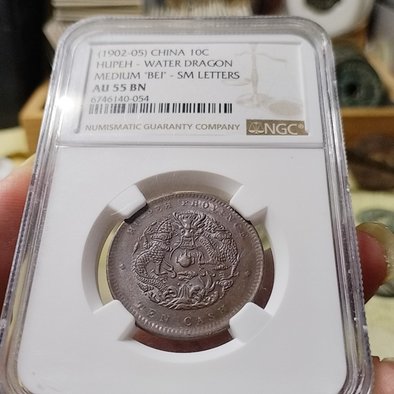 (1902-05) CHINA 10C
HUPEH - WATER DRAGON
MEDIUM 'BEI' - SM LETTERS
AU 55 BN
6746140-054
NUMISMATIC GUARANTY COMPANY
NGC
TEN CASH